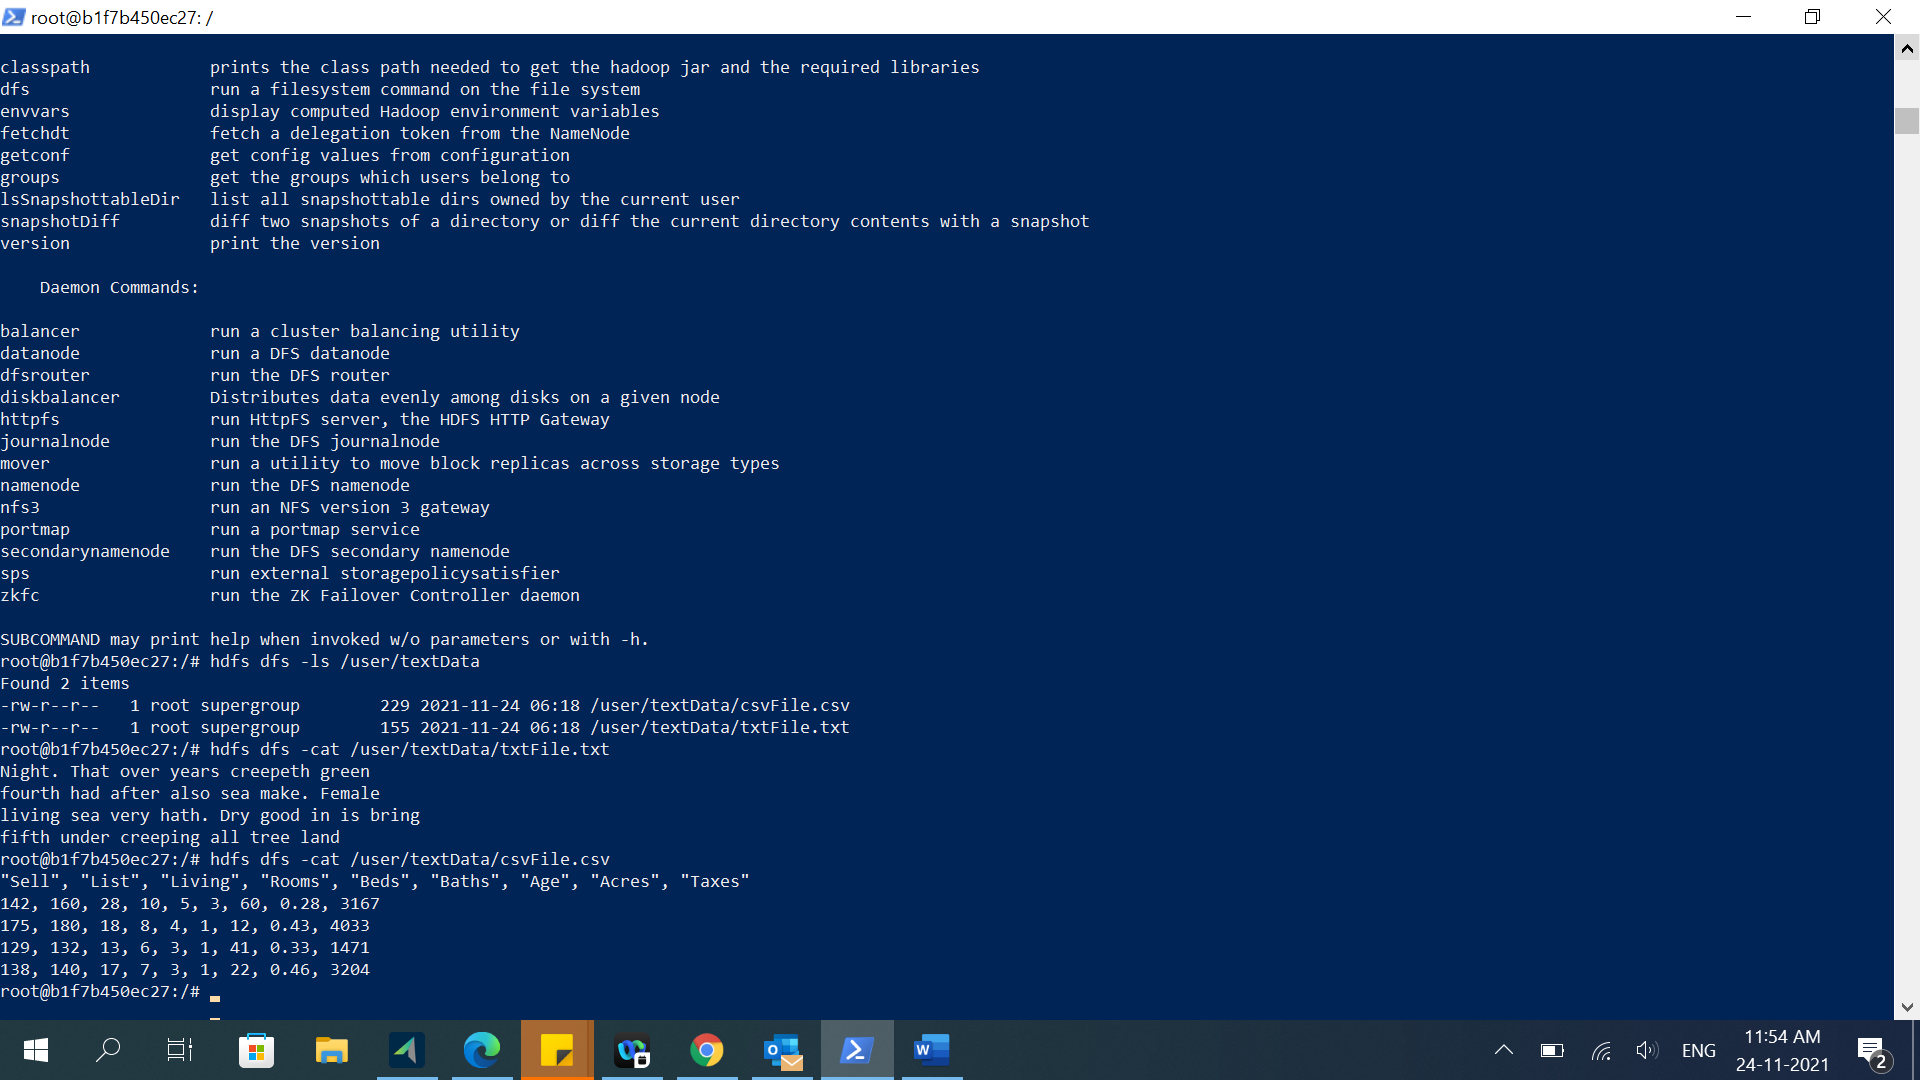 root@b1f7b450ec27: /
classpath            prints the class path needed to get the hadoop jar and the required libraries
dfs                  run a filesystem command on the file system
envvars              display computed Hadoop environment variables
fetchdt              fetch a delegation token from the NameNode
getconf              get config values from configuration
groups               get the groups which users belong to
lsSnapshottableDir   list all snapshottable dirs owned by the current user
snapshotDiff         diff two snapshots of a directory or diff the current directory contents with a snapshot
version              print the version
    Daemon Commands:
balancer             run a cluster balancing utility
datanode             run a DFS datanode
dfsrouter            run the DFS router
diskbalancer         Distributes data evenly among disks on a given node
httpfs               run HttpFS server, the HDFS HTTP Gateway
journalnode          run the DFS journalnode
mover                run a utility to move block replicas across storage types
namenode             run the DFS namenode
nfs3                 run an NFS version 3 gateway
portmap              run a portmap service
secondarynamenode    run the DFS secondary namenode
sps                  run external storagepolicysatisfier
zkfc                 run the ZK Failover Controller daemon
SUBCOMMAND may print help when invoked w/o parameters or with -h.
root@b1f7b450ec27:/# hdfs dfs -ls /user/textData
Found 2 items
-rw-r--r--   1 root supergroup        229 2021-11-24 06:18 /user/textData/csvFile.csv
-rw-r--r--   1 root supergroup        155 2021-11-24 06:18 /user/textData/txtFile.txt
root@b1f7b450ec27:/# hdfs dfs -cat /user/textData/txtFile.txt
Night. That over years creepeth green
fourth had after also sea make. Female
living sea very hath. Dry good in is bring
fifth under creeping all tree land
root@b1f7b450ec27:/# hdfs dfs -cat /user/textData/csvFile.csv
"Sell", "List", "Living", "Rooms", "Beds", "Baths", "Age", "Acres", "Taxes"
142, 160, 28, 10, 5, 3, 60, 0.28, 3167
175, 180, 18, 8, 4, 1, 12, 0.43, 4033
129, 132, 13, 6, 3, 1, 41, 0.33, 1471
138, 140, 17, 7, 3, 1, 22, 0.46, 3204
root@b1f7b450ec27:/#
ENG
11:54 AM
24-11-2021
2